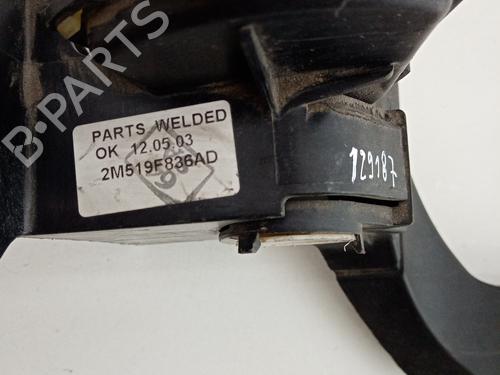 PARTS WELDED
OK 12.05.03
2M519F836AD
129187
B-PARTS